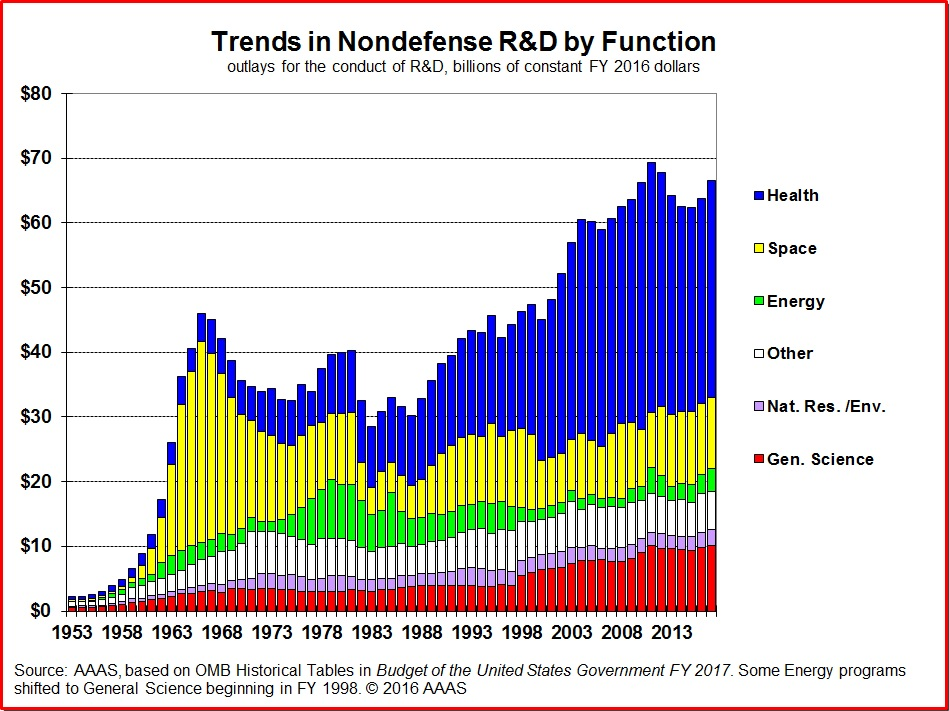 Trends in Nondefense R&D by Function
outlays for the conduct of R&D, billions of constant FY 2016 dollars
$80
$70
$60
$50
$40
$30
$20
$10
$0
1953 1958 1963 1968 1973 1978 1983 1988 1993 1998 2003 2008 2013
Health
Space
Energy
Other
Nat. Res. /Env.
Gen. Science
Source: AAAS, based on OMB Historical Tables in Budget of the United States Government FY 2017. Some Energy programs
shifted to General Science beginning in FY 1998. © 2016 AAAS